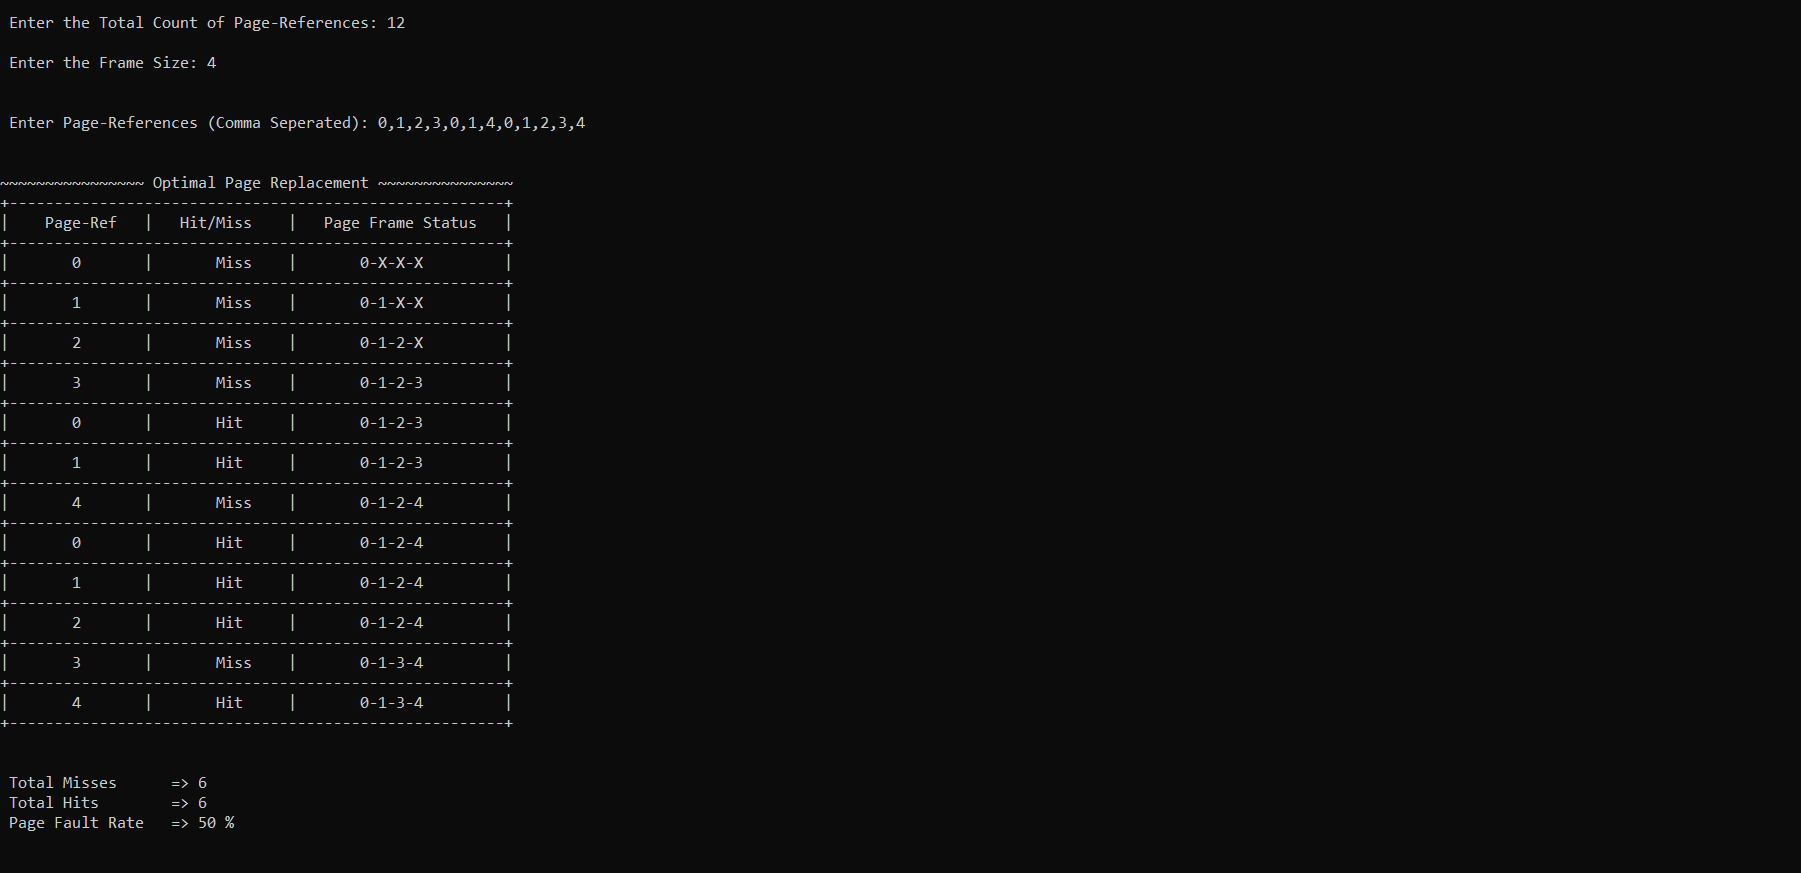 Enter the Total Count of Page-References: 12
Enter the Frame Size: 4
Enter Page-References (Comma Seperated): 0,1,2,3,0,1,4,0,1,2,3,4
~~~~~~~~~~~~~~~~ Optimal Page Replacement ~~~~~~~~~~~~~~~
+-------------------------------------------------------+
|    Page-Ref   |   Hit/Miss    |   Page Frame Status   |
+-------------------------------------------------------+
|       0       |       Miss    |       0-X-X-X         |
+-------------------------------------------------------+
|       1       |       Miss    |       0-1-X-X         |
+-------------------------------------------------------+
|       2       |       Miss    |       0-1-2-X         |
+-------------------------------------------------------+
|       3       |       Miss    |       0-1-2-3         |
+-------------------------------------------------------+
|       0       |       Hit     |       0-1-2-3         |
+-------------------------------------------------------+
|       1       |       Hit     |       0-1-2-3         |
+-------------------------------------------------------+
|       4       |       Miss    |       0-1-2-4         |
+-------------------------------------------------------+
|       0       |       Hit     |       0-1-2-4         |
+-------------------------------------------------------+
|       1       |       Hit     |       0-1-2-4         |
+-------------------------------------------------------+
|       2       |       Hit     |       0-1-2-4         |
+-------------------------------------------------------+
|       3       |       Miss    |       0-1-3-4         |
+-------------------------------------------------------+
|       4       |       Hit     |       0-1-3-4         |
+-------------------------------------------------------+
Total Misses      => 6
Total Hits        => 6
Page Fault Rate   => 50 %